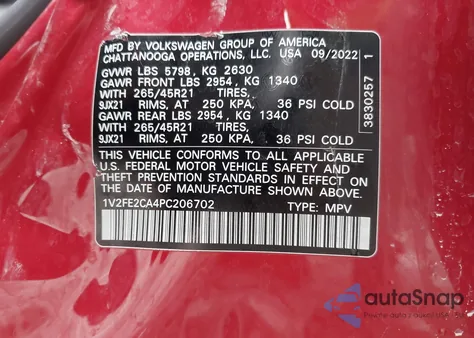 MFD BY VOLKSWAGEN GROUP OF AMERICA
CHATTANOOGA OPERATIONS, LLC. USA 09/2022
GVWR LBS 5798, KG 2630
GAWR FRONT LBS 2954, KG 1340
WITH 265/45R21 TIRES,
9JX21 RIMS, AT 250 KPA, 36 PSI COLD
GAWR REAR LBS 2954, KG 1340
WITH 265/45R21 TIRES,
9JX21 RIMS, AT 250 KPA, 36 PSI COLD
THIS VEHICLE CONFORMS TO ALL APPLICABLE
U.S. FEDERAL MOTOR VEHICLE SAFETY AND
THEFT PREVENTION STANDARDS IN EFFECT ON THE
DATE OF MANUFACTURE SHOWN ABOVE.
1V2FE2CA4PC206702 TYPE: MPV
3830257 1
autoSnap